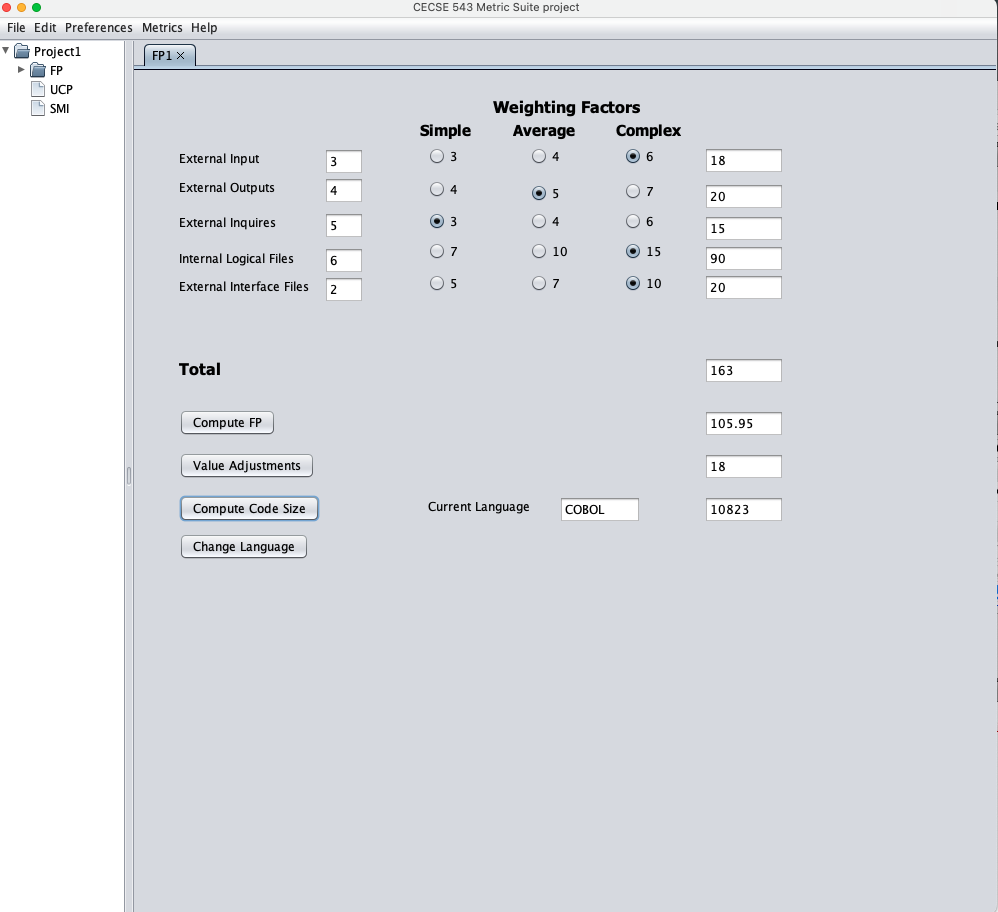 CECSE 543 Metric Suite project
File Edit Preferences Metrics Help
Project1
FP
UCP
SMI
FP1 ×
Weighting Factors
Simple Average Complex
External Input 3 3 4 6 18
External Outputs 4 4 5 7 20
External Inquires 5 3 4 6 15
Internal Logical Files 6 7 10 15 90
External Interface Files 2 5 7 10 20
Total 163
Compute FP 105.95
Value Adjustments 18
Compute Code Size Current Language COBOL 10823
Change Language